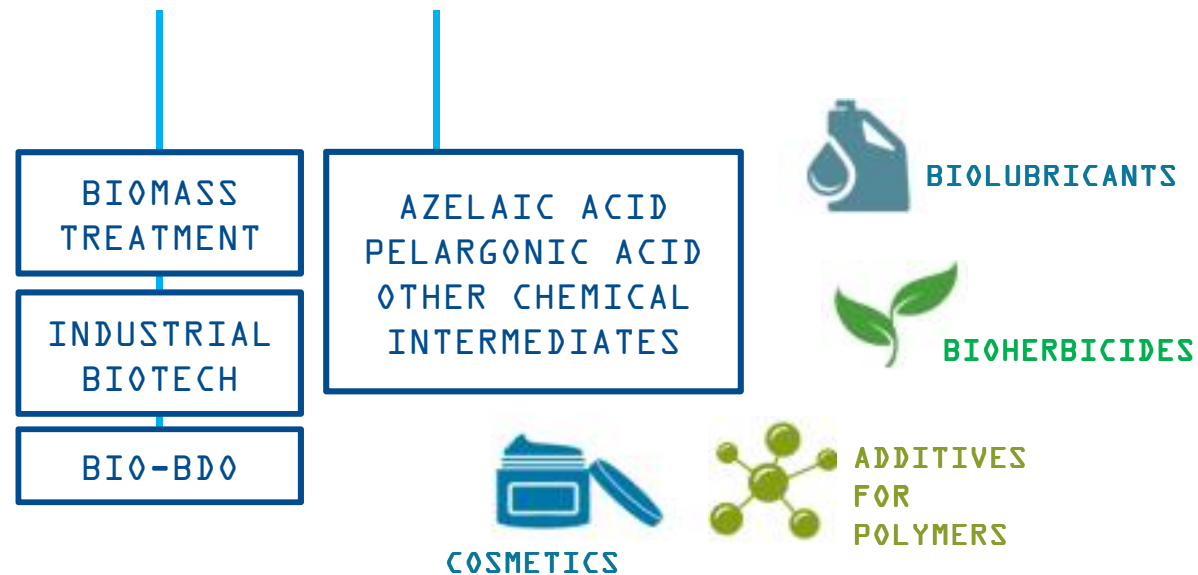 BIOMASS
TREATMENT
INDUSTRIAL
BIOTECH
BIO-BDO
AZELAIC ACID
PELARGONIC ACID
OTHER CHEMICAL
INTERMEDIATES
BIOLUBRICANTS
BIOHERBICIDES
COSMETICS
ADDITIVES
FOR
POLYMERS